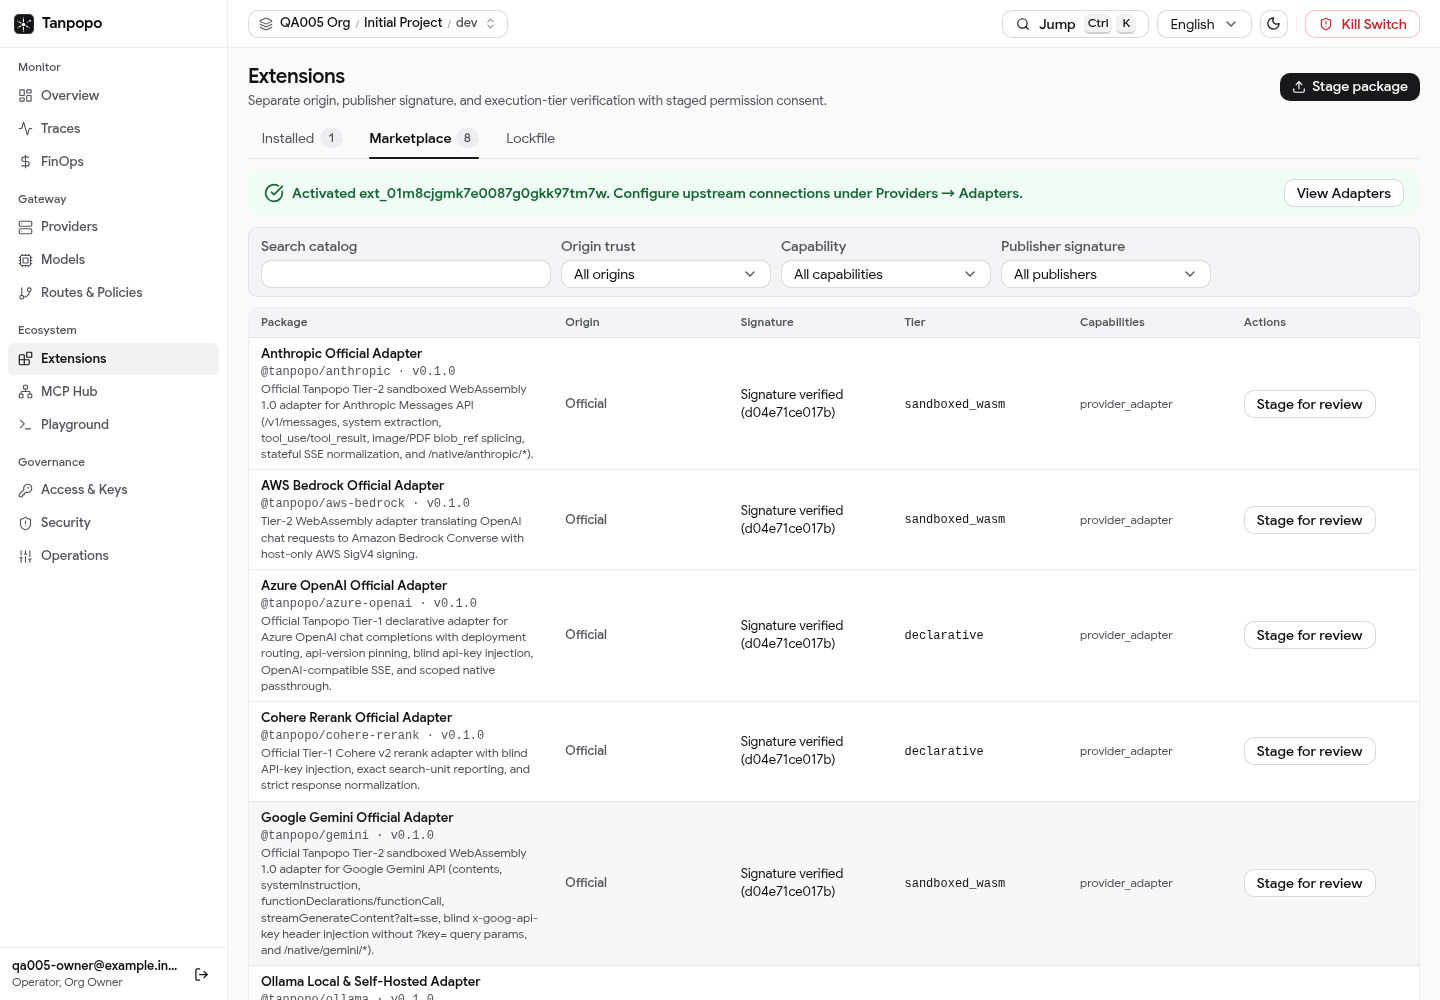 Tanpopo
QA005 Org / Initial Project / dev
Jump Ctrl K
English
Kill Switch
Monitor
Overview
Traces
FinOps
Gateway
Providers
Models
Routes & Policies
Ecosystem
Extensions
MCP Hub
Playground
Governance
Access & Keys
Security
Operations
qa005-owner@example.in...
Operator, Org Owner
Extensions
Separate origin, publisher signature, and execution-tier verification with staged permission consent.
Stage package
Installed 1
Marketplace 8
Lockfile
Activated ext_01m8cjgmk7e0087g0gkk97tm7w. Configure upstream connections under Providers → Adapters.
View Adapters
Search catalog
Origin trust
Capability
Publisher signature
All origins
All capabilities
All publishers
Package Origin Signature Tier Capabilities Actions
Anthropic Official Adapter
@tanpopo/anthropic · v0.1.0
Official Tanpopo Tier-2 sandboxed WebAssembly
1.0 adapter for Anthropic Messages API
(/v1/messages, system extraction,
tool_use/tool_result, image/PDF blob_ref splicing,
stateful SSE normalization, and /native/anthropic/*).
Official
Signature verified
(d04e71ce017b)
sandboxed_wasm
provider_adapter
Stage for review
AWS Bedrock Official Adapter
@tanpopo/aws-bedrock · v0.1.0
Tier-2 WebAssembly adapter translating OpenAI
chat requests to Amazon Bedrock Converse with
host-only AWS SigV4 signing.
Official
Signature verified
(d04e71ce017b)
sandboxed_wasm
provider_adapter
Stage for review
Azure OpenAI Official Adapter
@tanpopo/azure-openai · v0.1.0
Official Tanpopo Tier-1 declarative adapter for
Azure OpenAI chat completions with deployment
routing, api-version pinning, blind api-key injection,
OpenAI-compatible SSE, and scoped native
passthrough.
Official
Signature verified
(d04e71ce017b)
declarative
provider_adapter
Stage for review
Cohere Rerank Official Adapter
@tanpopo/cohere-rerank · v0.1.0
Official Tier-1 Cohere v2 rerank adapter with blind
API-key injection, exact search-unit reporting, and
strict response normalization.
Official
Signature verified
(d04e71ce017b)
declarative
provider_adapter
Stage for review
Google Gemini Official Adapter
@tanpopo/gemini · v0.1.0
Official Tanpopo Tier-2 sandboxed WebAssembly
1.0 adapter for Google Gemini API (contents,
systemInstruction,
functionDeclarations/functionCall,
streamGenerateContent?alt=sse, blind x-goog-api-
key header injection without ?key= query params,
and /native/gemini/*).
Official
Signature verified
(d04e71ce017b)
sandboxed_wasm
provider_adapter
Stage for review
Ollama Local & Self-Hosted Adapter
@tanpopo/ollama · v0.1.0